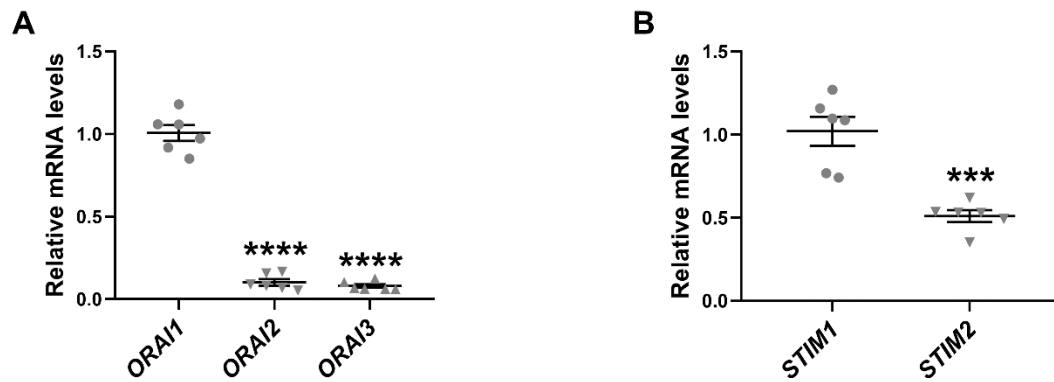 A
Relative mRNA levels
1.5
1.0
0.5
0.0
****
****
ORAI1
ORAI2
ORAI3
B
Relative mRNA levels
1.5
1.0
0.5
0.0
***
STIM1
STIM2